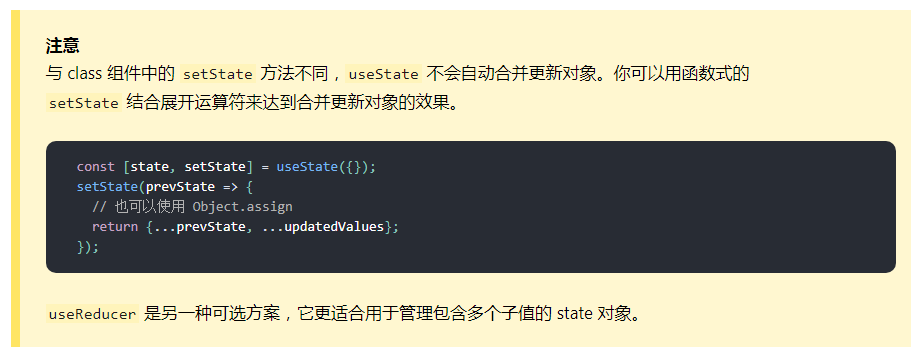 注意
与 class 组件中的 setState 方法不同，useState 不会自动合并更新对象。你可以用函数式的
setState 结合展开运算符来达到合并更新对象的效果。
const [state, setState] = useState({});
setState(prevState => {
  // 也可以使用 Object.assign
  return {...prevState, ...updatedValues};
});
useReducer 是另一种可选方案，它更适合用于管理包含多个子值的 state 对象。